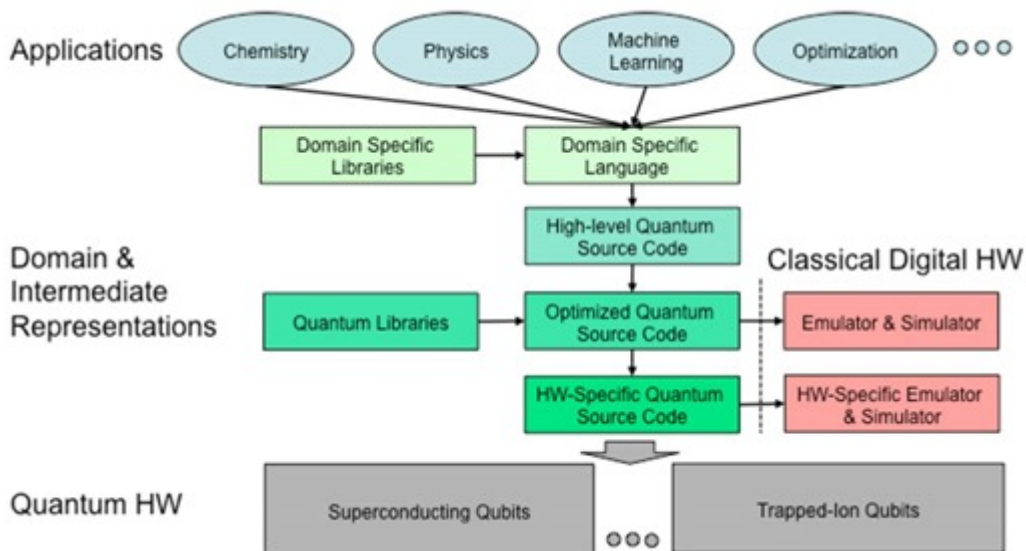 Applications
Chemistry
Physics
Machine
Learning
Optimization
Domain Specific
Libraries
Domain Specific
Language
High-level Quantum
Source Code
Domain &
Intermediate
Representations
Classical Digital HW
Quantum Libraries
Optimized Quantum
Source Code
Emulator & Simulator
HW-Specific Quantum
Source Code
HW-Specific Emulator
& Simulator
Quantum HW
Superconducting Qubits
Trapped-Ion Qubits